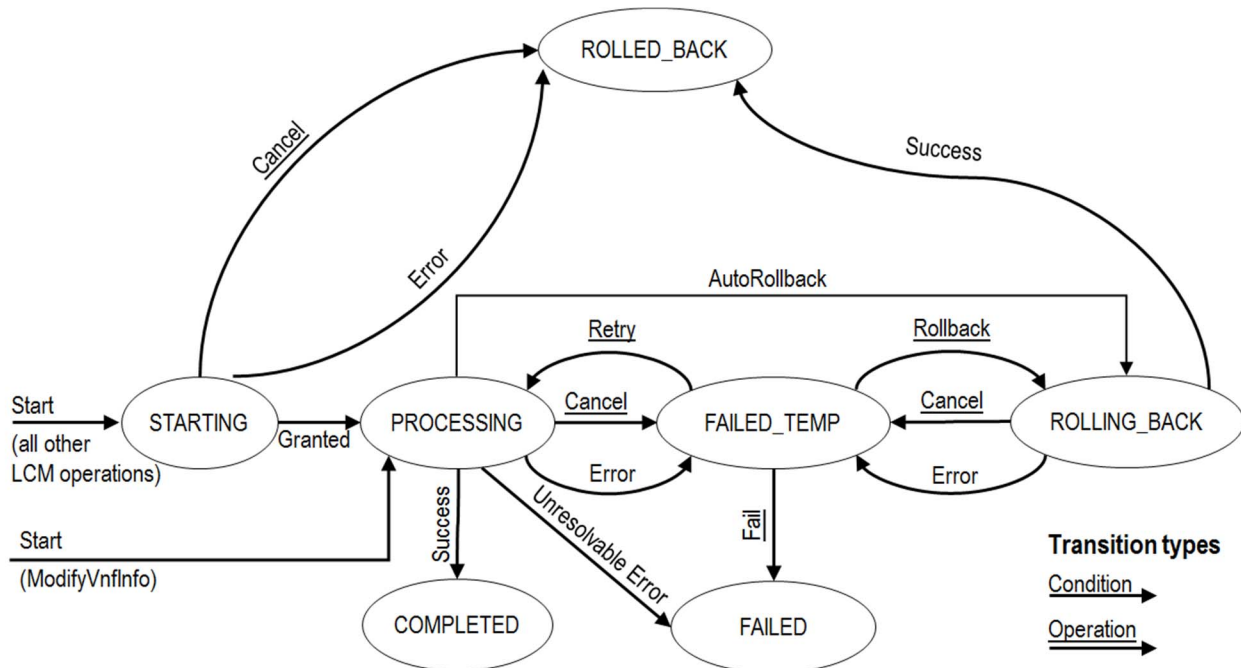 ROLLED_BACK
Cancel
Success
Error
AutoRollback
Retry
Rollback
Start
(all other
LCM operations)
STARTING
Granted
PROCESSING
Cancel
FAILED_TEMP
Cancel
ROLLING_BACK
Error
Error
Start
(ModifyVnfInfo)
Success
Unresolvable Error
Fail
COMPLETED
FAILED
Transition types
Condition
Operation